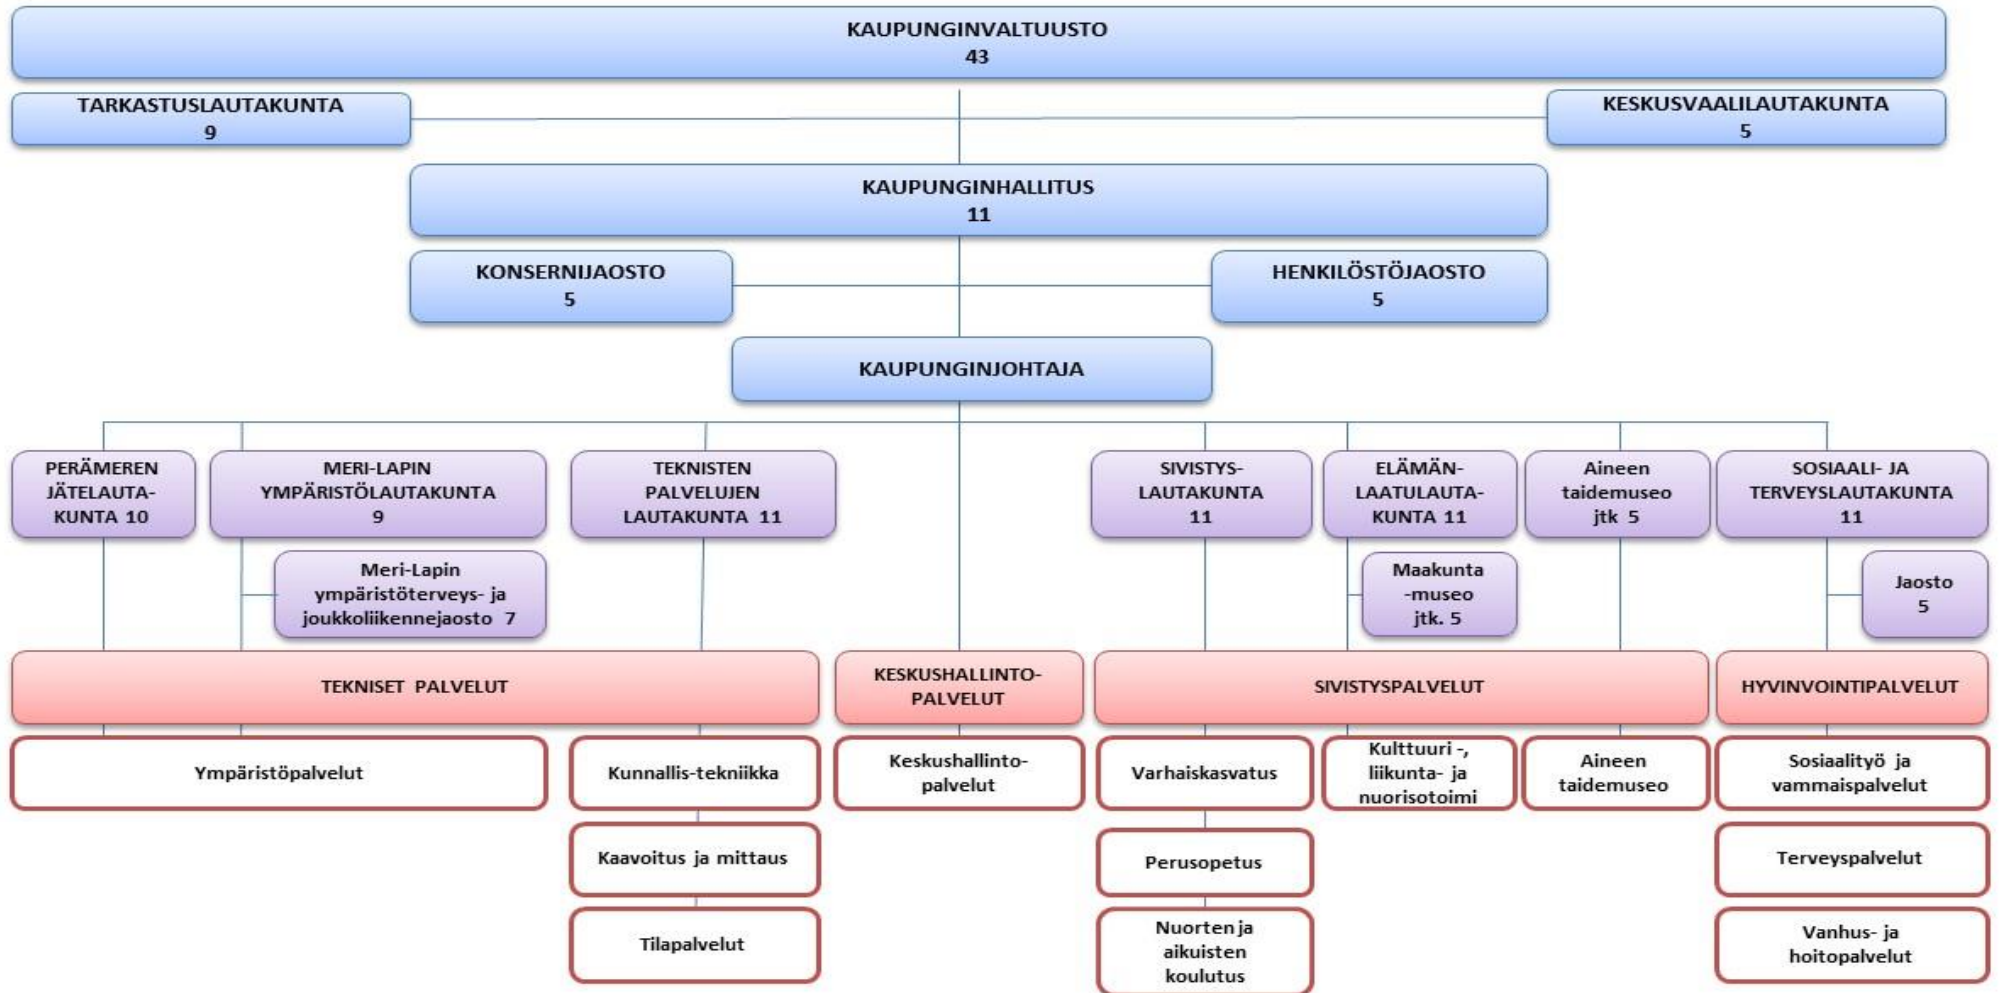 KAUPUNGINVALTUUSTO
43
TARKASTUSLAUTAKUNTA
9
KESKUSVAALILAUTAKUNTA
5
KAUPUNGINHALLITUS
11
KONSERNIJAOSTO
5
HENKILÖSTÖJAOSTO
5
KAUPUNGINJOHTAJA
PERÄMEREN
JÄTELAUTA-
KUNTA 10
MERI-LAPIN
YMPÄRISTÖLAUTAKUNTA
9
TEKNISTEN
PALVELUJEN
LAUTAKUNTA 11
SIVISTYS-
LAUTAKUNTA
11
ELÄMÄN-
LAATULAUTA-
KUNTA 11
Aineen
taidemuseo
jtk 5
SOSIAALI- JA
TERVEYSLAUTAKUNTA
11
Meri-Lapin
ympäristöterveys- ja
joukkoliikennejaosto 7
Maakunta
-museo
jtk. 5
Jaosto
5
TEKNISET PALVELUT
KESKUSHALLINTO-
PALVELUT
SIVISTYSPALVELUT
HYVINVOINTIPALVELUT
Ympäristöpalvelut
Kunnallis-tekniikka
Keskushallinto-
palvelut
Varhaiskasvatus
Kulttuuri -,
liikunta- ja
nuorisotoimi
Aineen
taidemuseo
Sosiaalityö ja
vammaispalvelut
Kaavoitus ja mittaus
Perusopetus
Terveyspalvelut
Tilapalvelut
Nuorten ja
aikuisten
koulutus
Vanhus- ja
hoitopalvelut